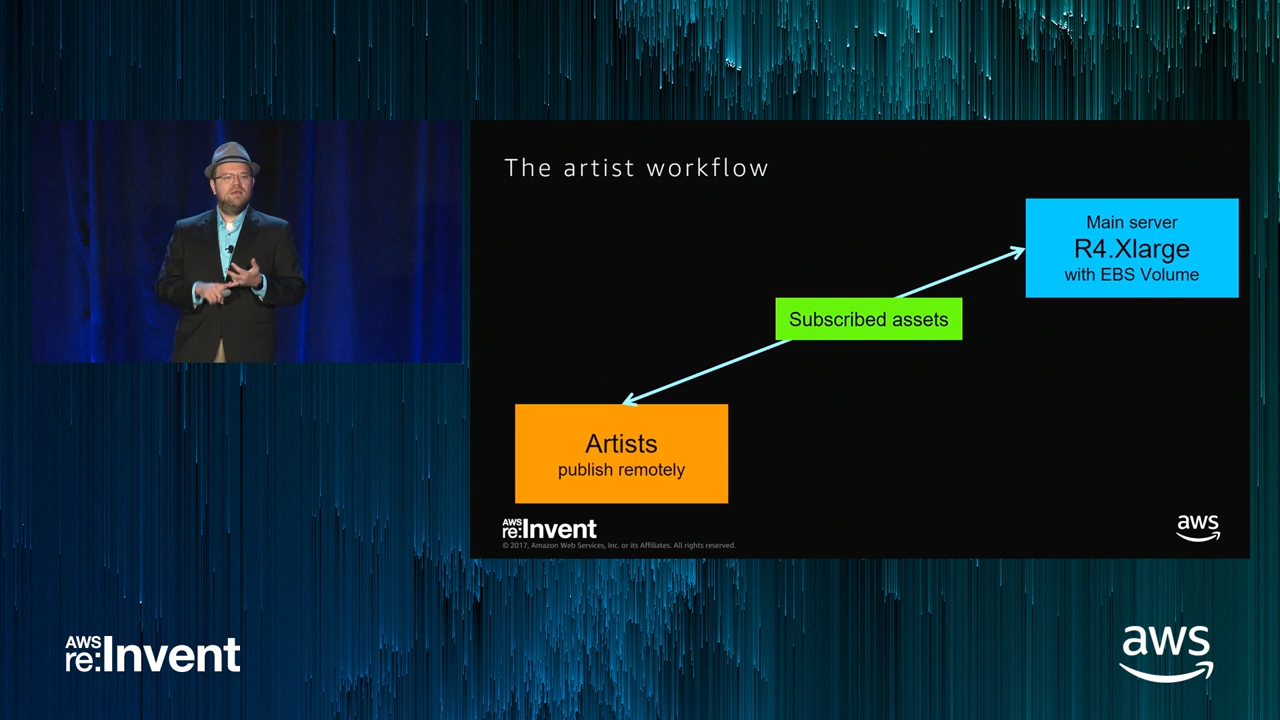 The artist workflow
Main server
R4.Xlarge
with EBS Volume
Subscribed assets
Artists
publish remotely
AWS
re:Invent
© 2017, Amazon Web Services, Inc. or its Affiliates. All rights reserved.
aws
AWS
re:Invent
aws